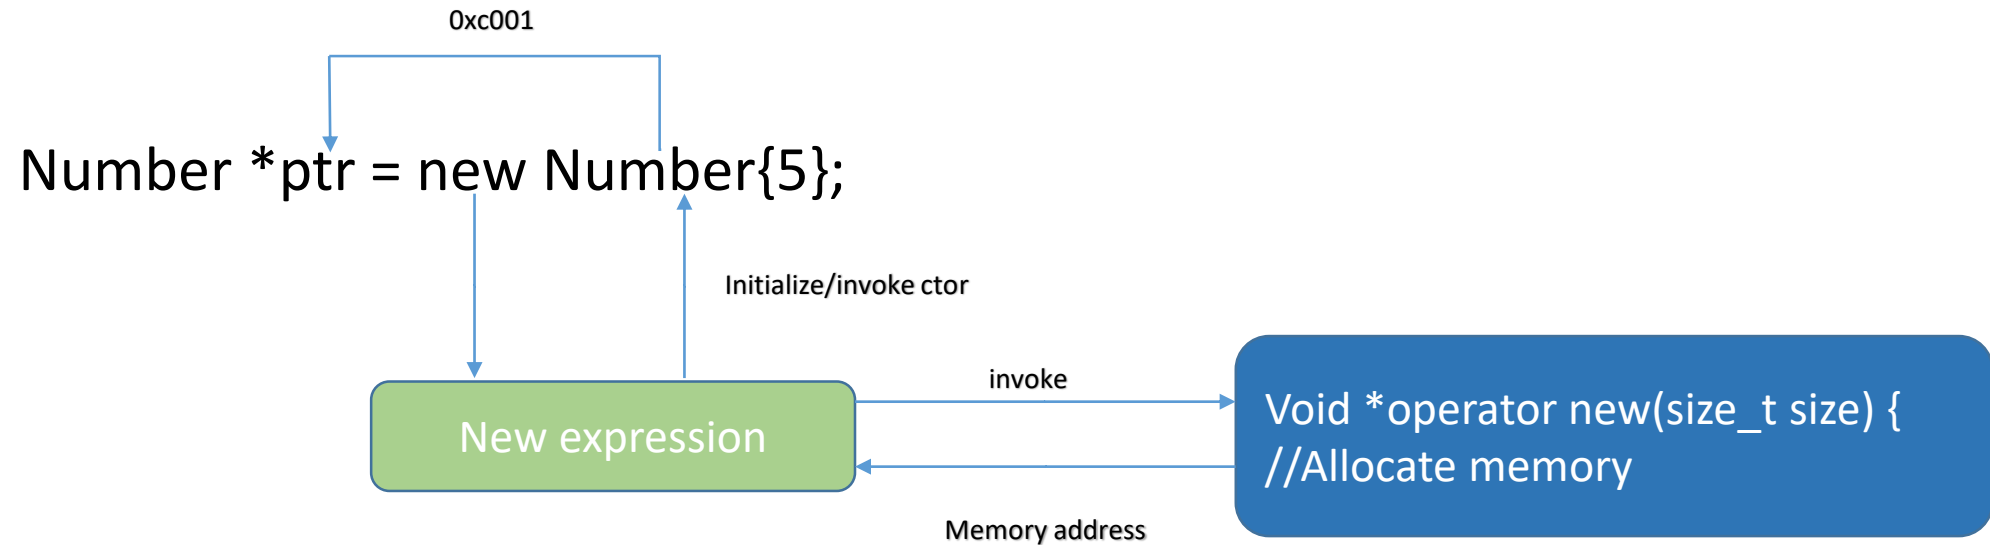 0xc001
Number *ptr = new Number{5};
Initialize/invoke ctor
invoke
New expression
Void *operator new(size_t size) {
//Allocate memory
Memory address